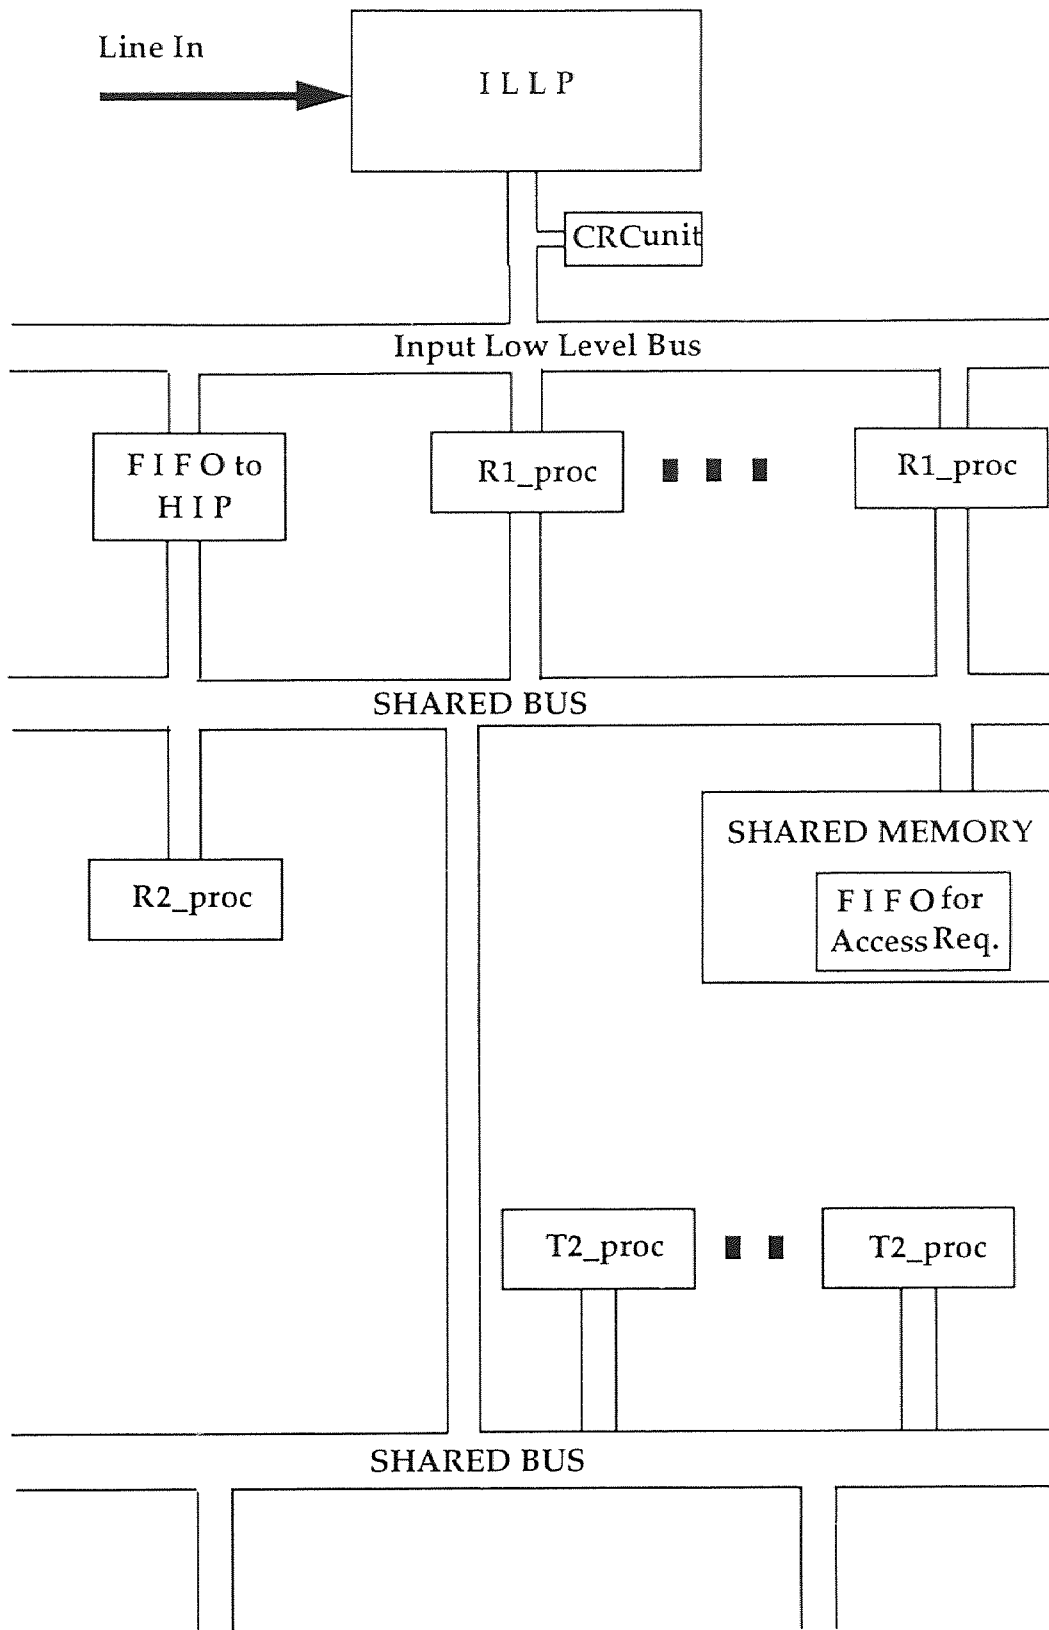 Line In
I L L P
CRCunit
Input Low Level Bus
F I F O to
H I P
R1_proc
R1_proc
SHARED BUS
R2_proc
SHARED MEMORY
F I F O for
Access Req.
T2_proc
T2_proc
SHARED BUS